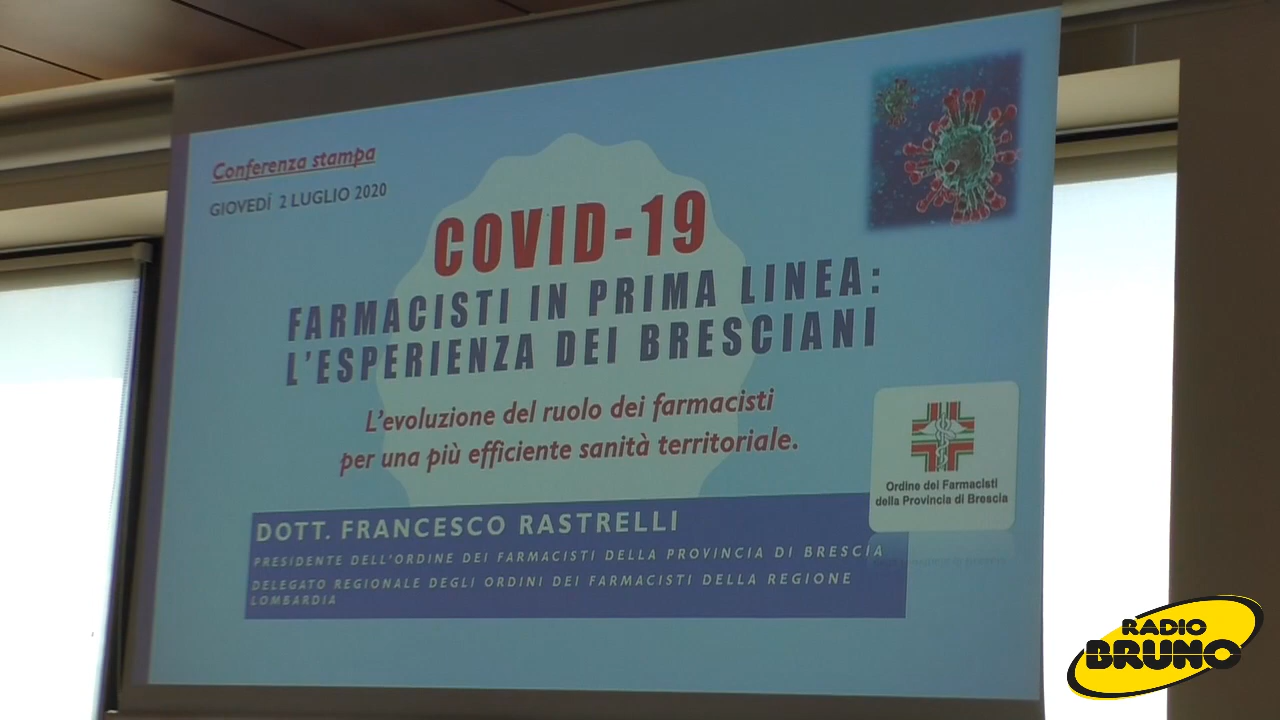 Conferenza stampa
GIOVEDÍ 2 LUGLIO 2020
COVID-19
FARMACISTI IN PRIMA LINEA:
L'ESPERIENZA DEI BRESCIANI
L'evoluzione del ruolo dei farmacisti
per una più efficiente sanità territoriale.
Ordine dei Farmacisti
della Provincia di Brescia
DOTT. FRANCESCO RASTRELLI
PRESIDENTE DELL'ORDINE DEI FARMACISTI DELLA PROVINCIA DI BRESCIA
DELEGATO REGIONALE DEGLI ORDINI DEI FARMACISTI DELLA REGIONE
LOMBARDIA
RADIO
BRUNO